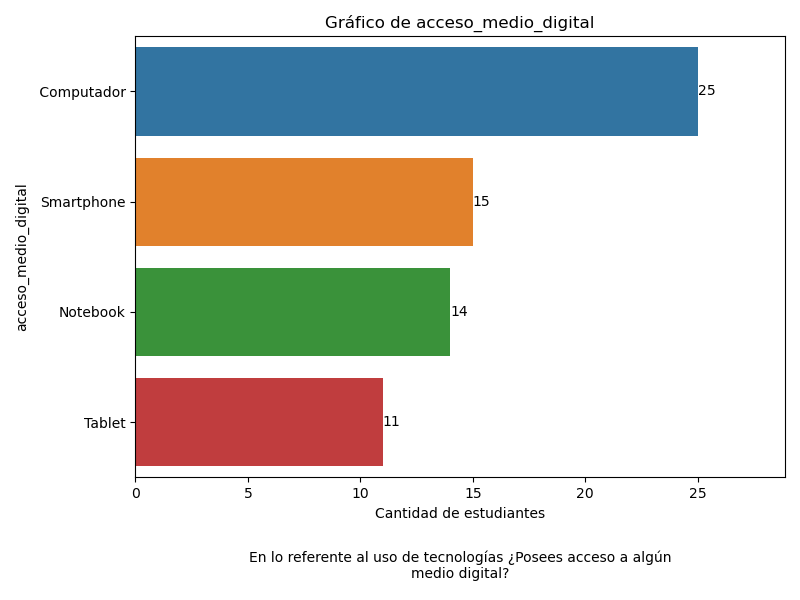 Gráfico de acceso_medio_digital
acceso_medio_digital
Computador
25
Smartphone
15
Notebook
14
Tablet
11
0 5 10 15 20 25
Cantidad de estudiantes
En lo referente al uso de tecnologías ¿Posees acceso a algún
medio digital?